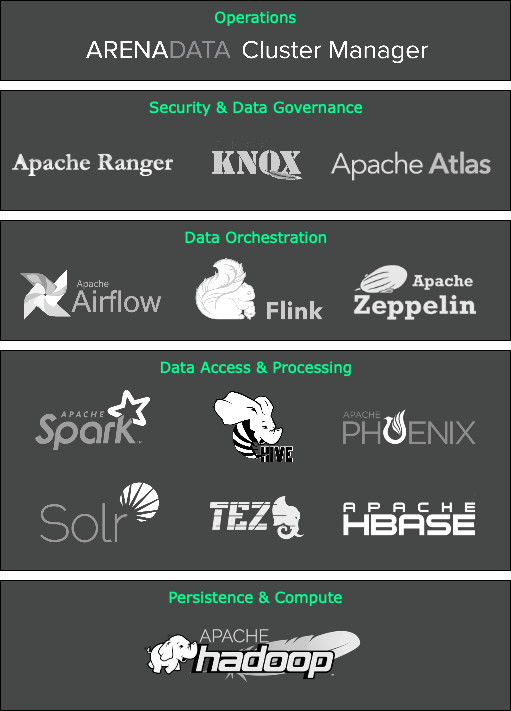 Operations
ARENADATA Cluster Manager
Security & Data Governance
Apache Ranger
KNOX
Apache Atlas
Data Orchestration
Apache
Airflow
Flink
Apache
Zeppelin
Data Access & Processing
APACHE
Spark
HIVE
APACHE
PHOENIX
Solr
TEZ
APACHE
HBASE
Persistence & Compute
APACHE
hadoop